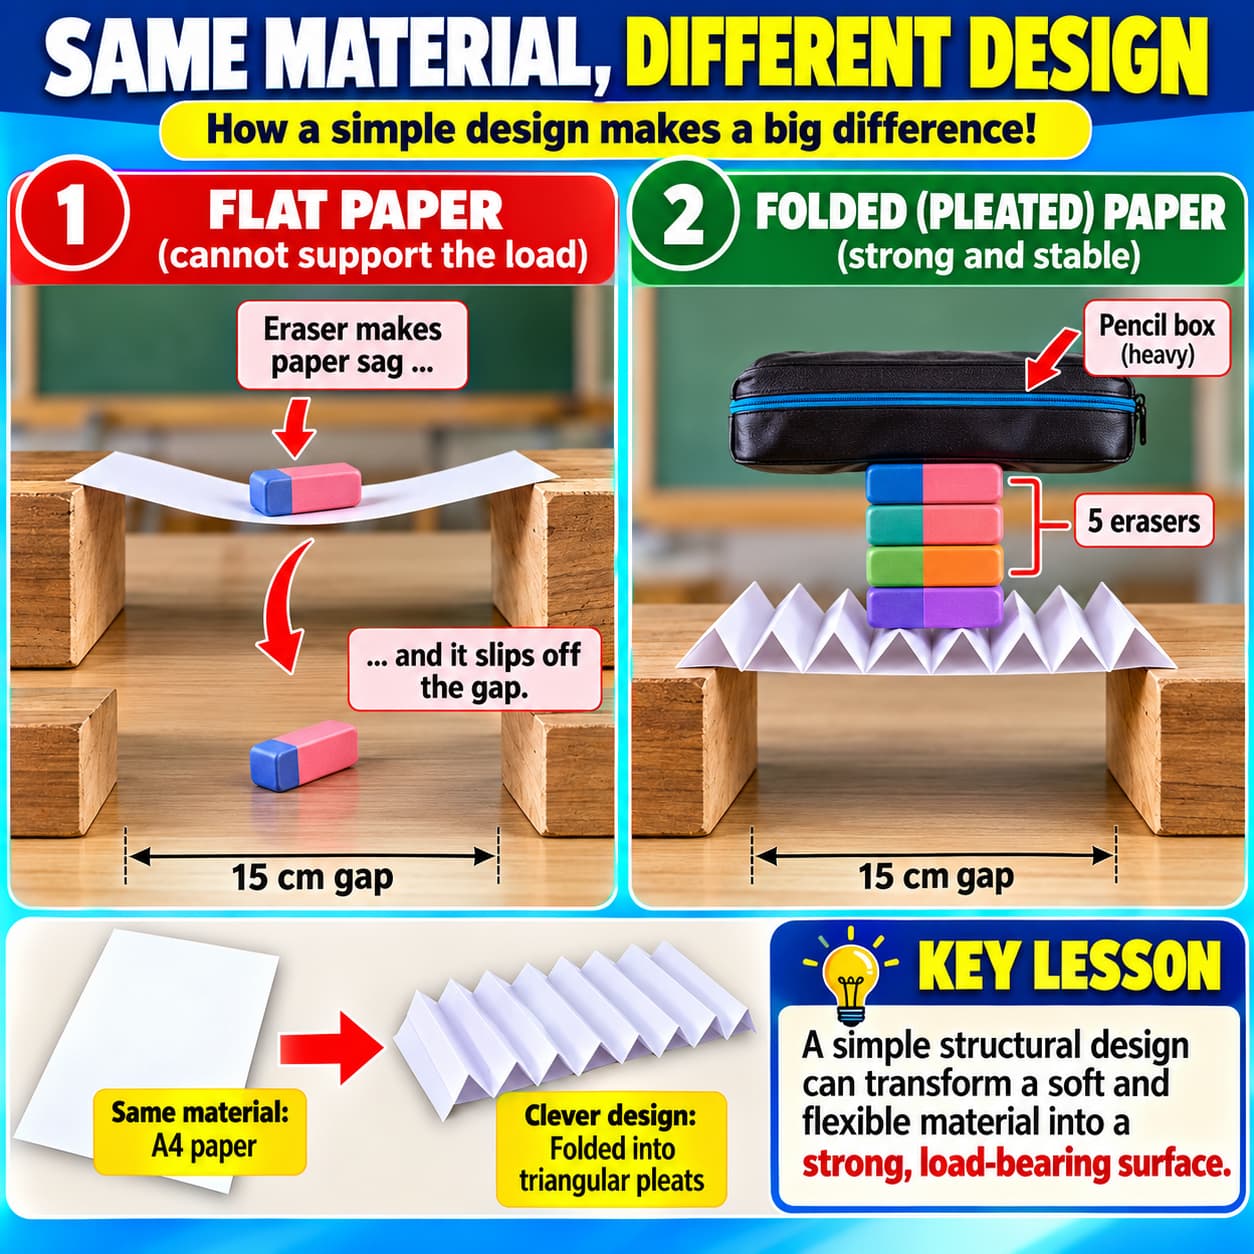 SAME MATERIAL, DIFFERENT DESIGN
How a simple design makes a big difference!
1
FLAT PAPER
(cannot support the load)
Eraser makes
paper sag ...
... and it slips off
the gap.
15 cm gap
2
FOLDED (PLEATED) PAPER
(strong and stable)
Pencil box
(heavy)
5 erasers
15 cm gap
Same material:
A4 paper
Clever design:
Folded into
triangular pleats
KEY LESSON
A simple structural design
can transform a soft and
flexible material into a
strong, load-bearing surface.